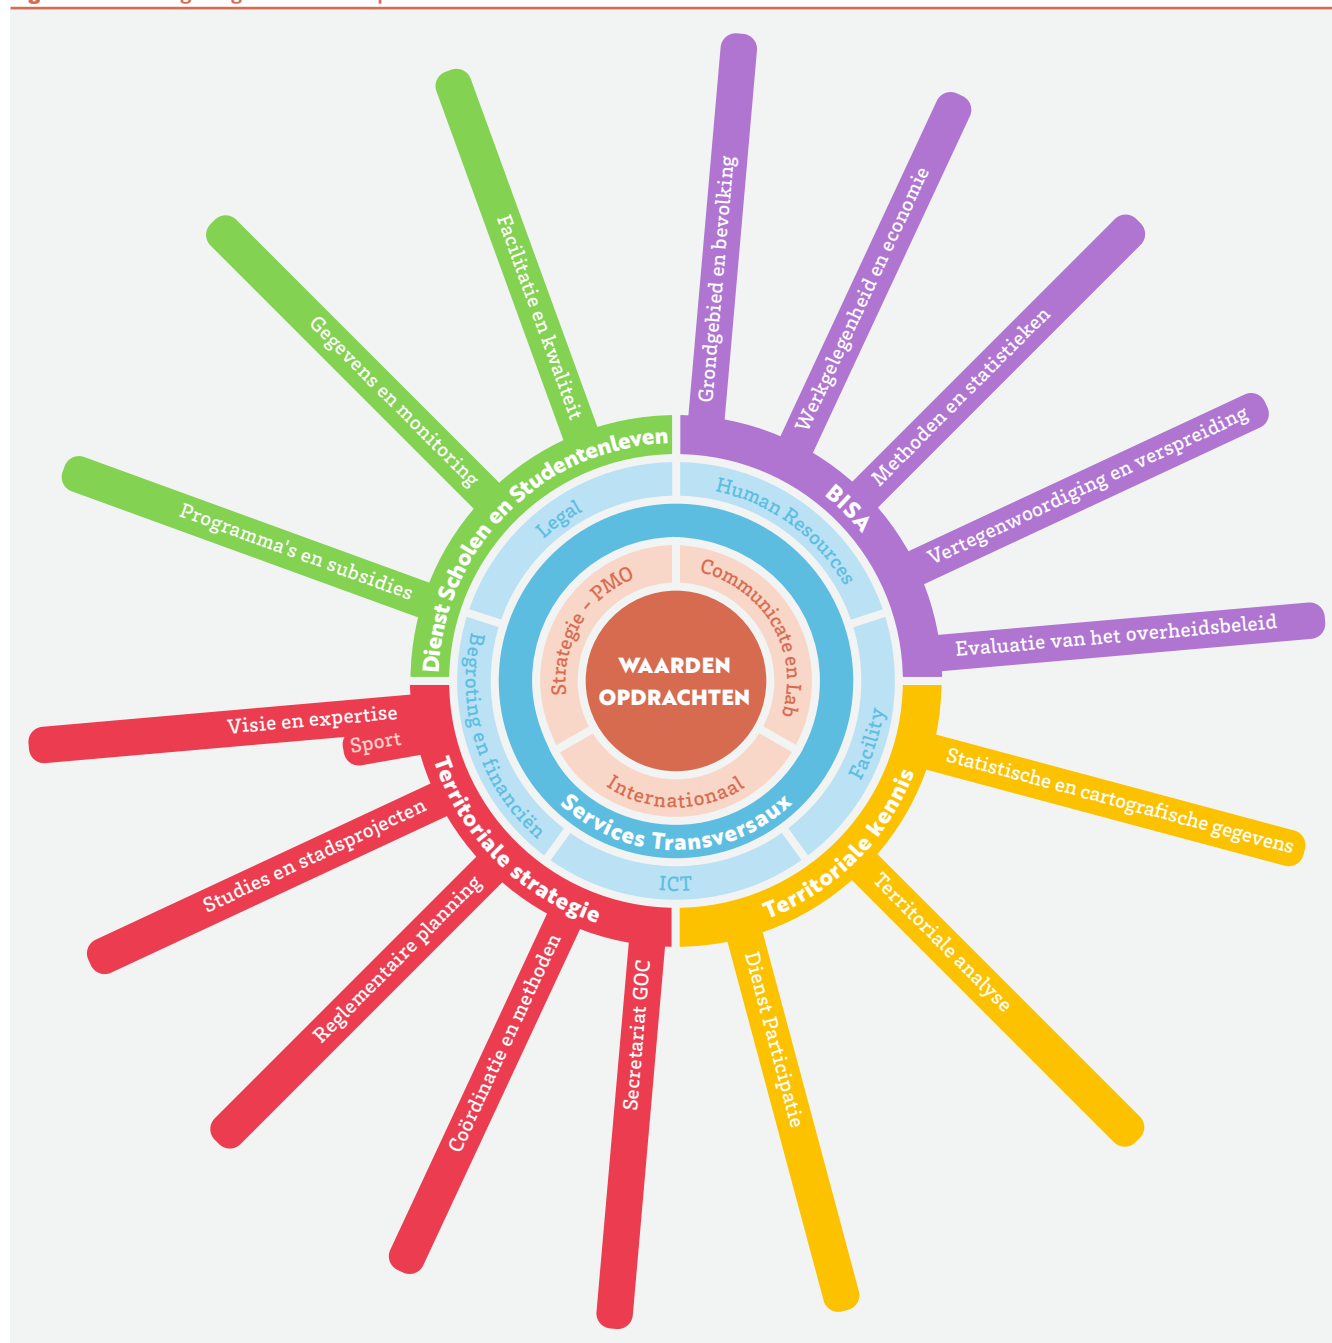 Facilitatie en kwaliteit
Gegevens en monitoring
Programma's en subsidies
Dienst Scholen en Studentenleven
Grondgebied en bevolking
Werkgelegenheid en economie
Methoden en statistieken
Vertegenwoordiging en verspreiding
Evaluatie van het overheidsbeleid
BISA
Legal
Human Resources
Facility
ICT
Begroting en financiën
Strategie - PMO
Communicate en Lab
Internationaal
WAARDEN
OPDRACHTEN
Services Transversaux
Visie en expertise
Sport
Studies en stadsprojecten
Reglementaire planning
Coördinatie en methoden
Secretariat GOC
Territoriale strategie
Statistische en cartografische gegevens
Territoriale analyse
Dienst Participatie
Territoriale kennis